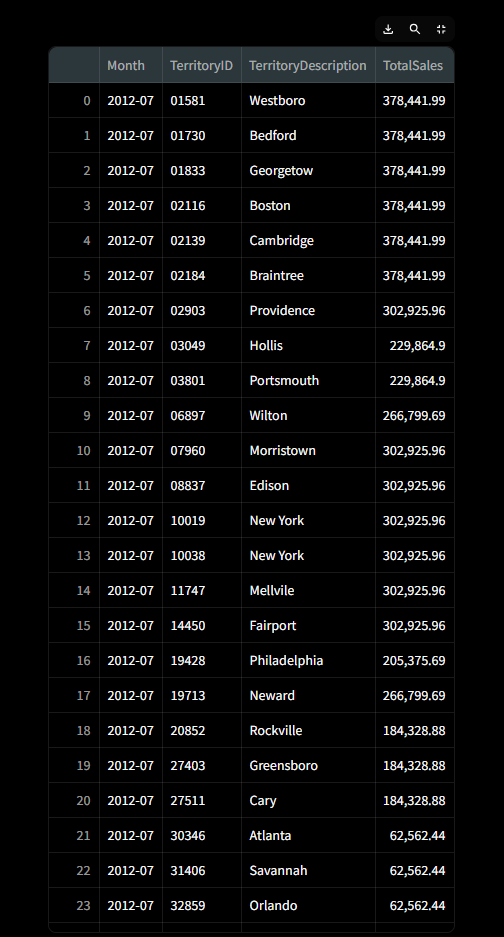 Month TerritoryID TerritoryDescription TotalSales
0 2012-07 01581 Westboro 378,441.99
1 2012-07 01730 Bedford 378,441.99
2 2012-07 01833 Georgetow 378,441.99
3 2012-07 02116 Boston 378,441.99
4 2012-07 02139 Cambridge 378,441.99
5 2012-07 02184 Braintree 378,441.99
6 2012-07 02903 Providence 302,925.96
7 2012-07 03049 Hollis 229,864.9
8 2012-07 03801 Portsmouth 229,864.9
9 2012-07 06897 Wilton 266,799.69
10 2012-07 07960 Morristown 302,925.96
11 2012-07 08837 Edison 302,925.96
12 2012-07 10019 New York 302,925.96
13 2012-07 10038 New York 302,925.96
14 2012-07 11747 Mellvile 302,925.96
15 2012-07 14450 Fairport 302,925.96
16 2012-07 19428 Philadelphia 205,375.69
17 2012-07 19713 Neward 266,799.69
18 2012-07 20852 Rockville 184,328.88
19 2012-07 27403 Greensboro 184,328.88
20 2012-07 27511 Cary 184,328.88
21 2012-07 30346 Atlanta 62,562.44
22 2012-07 31406 Savannah 62,562.44
23 2012-07 32859 Orlando 62,562.44